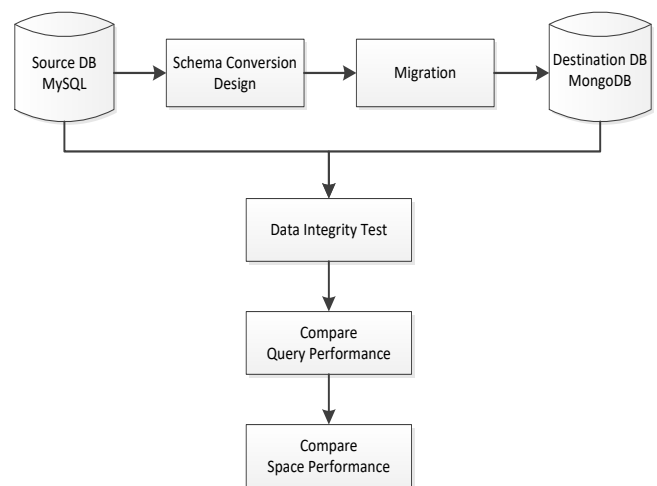 Source DB
MySQL
Schema Conversion
Design
Migration
Destination DB
MongoDB
Data Integrity Test
Compare
Query Performance
Compare
Space Performance